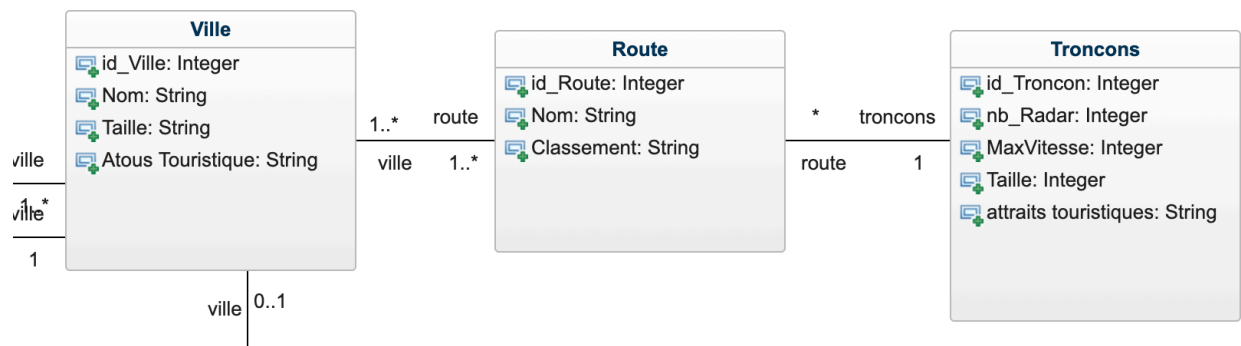 Ville
id_Ville: Integer
Nom: String
Taille: String
Atous Touristique: String
ville
1..*
ville
1
ville
0..1
1..*
route
ville
1..*
Route
id_Route: Integer
Nom: String
Classement: String
*
troncons
route
1
Troncons
id_Troncon: Integer
nb_Radar: Integer
MaxVitesse: Integer
Taille: Integer
attraits touristiques: String